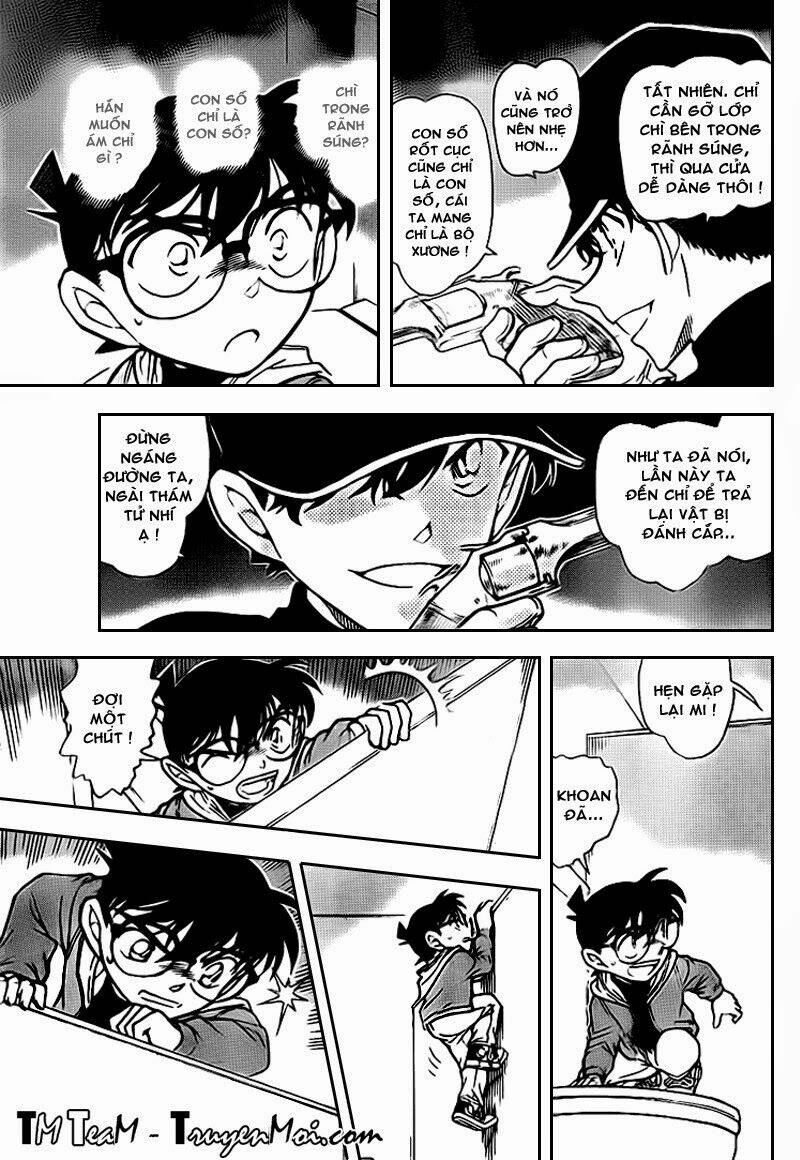 TẤT NHIÊN. CHỈ
CẦN GỠ LỚP
CHÌ BÊN TRONG
RÃNH SÚNG,
THÌ QUA CỬA
DỄ DÀNG THÔI !
VÀ NÓ
CŨNG TRỞ
NÊN NHẸ
HƠN...
CON SỐ
RỐT CỤC
CŨNG CHỈ
LÀ CON
SỐ, CÁI
TA MANG
CHỈ LÀ BỘ
XƯƠNG !
CHÌ
TRONG
RÃNH
SÚNG?
CON SỐ
CHỈ LÀ
CON SỐ?
HẮN
MUỐN
ÁM CHỈ
GÌ ?
NHƯ TA ĐÃ NÓI,
LẦN NÀY TA
ĐẾN CHỈ ĐỂ TRẢ
LẠI VẬT BỊ
ĐÁNH CẮP...
ĐỪNG
NGÁNG
ĐƯỜNG TA,
NGÀI THÁM
TỬ NHÍ
Ạ !
HẸN GẶP
LẠI MI !
KHOAN
ĐÃ...
ĐỢI
MỘT
CHÚT !
TM TEAM - TRUYENMOI.COM